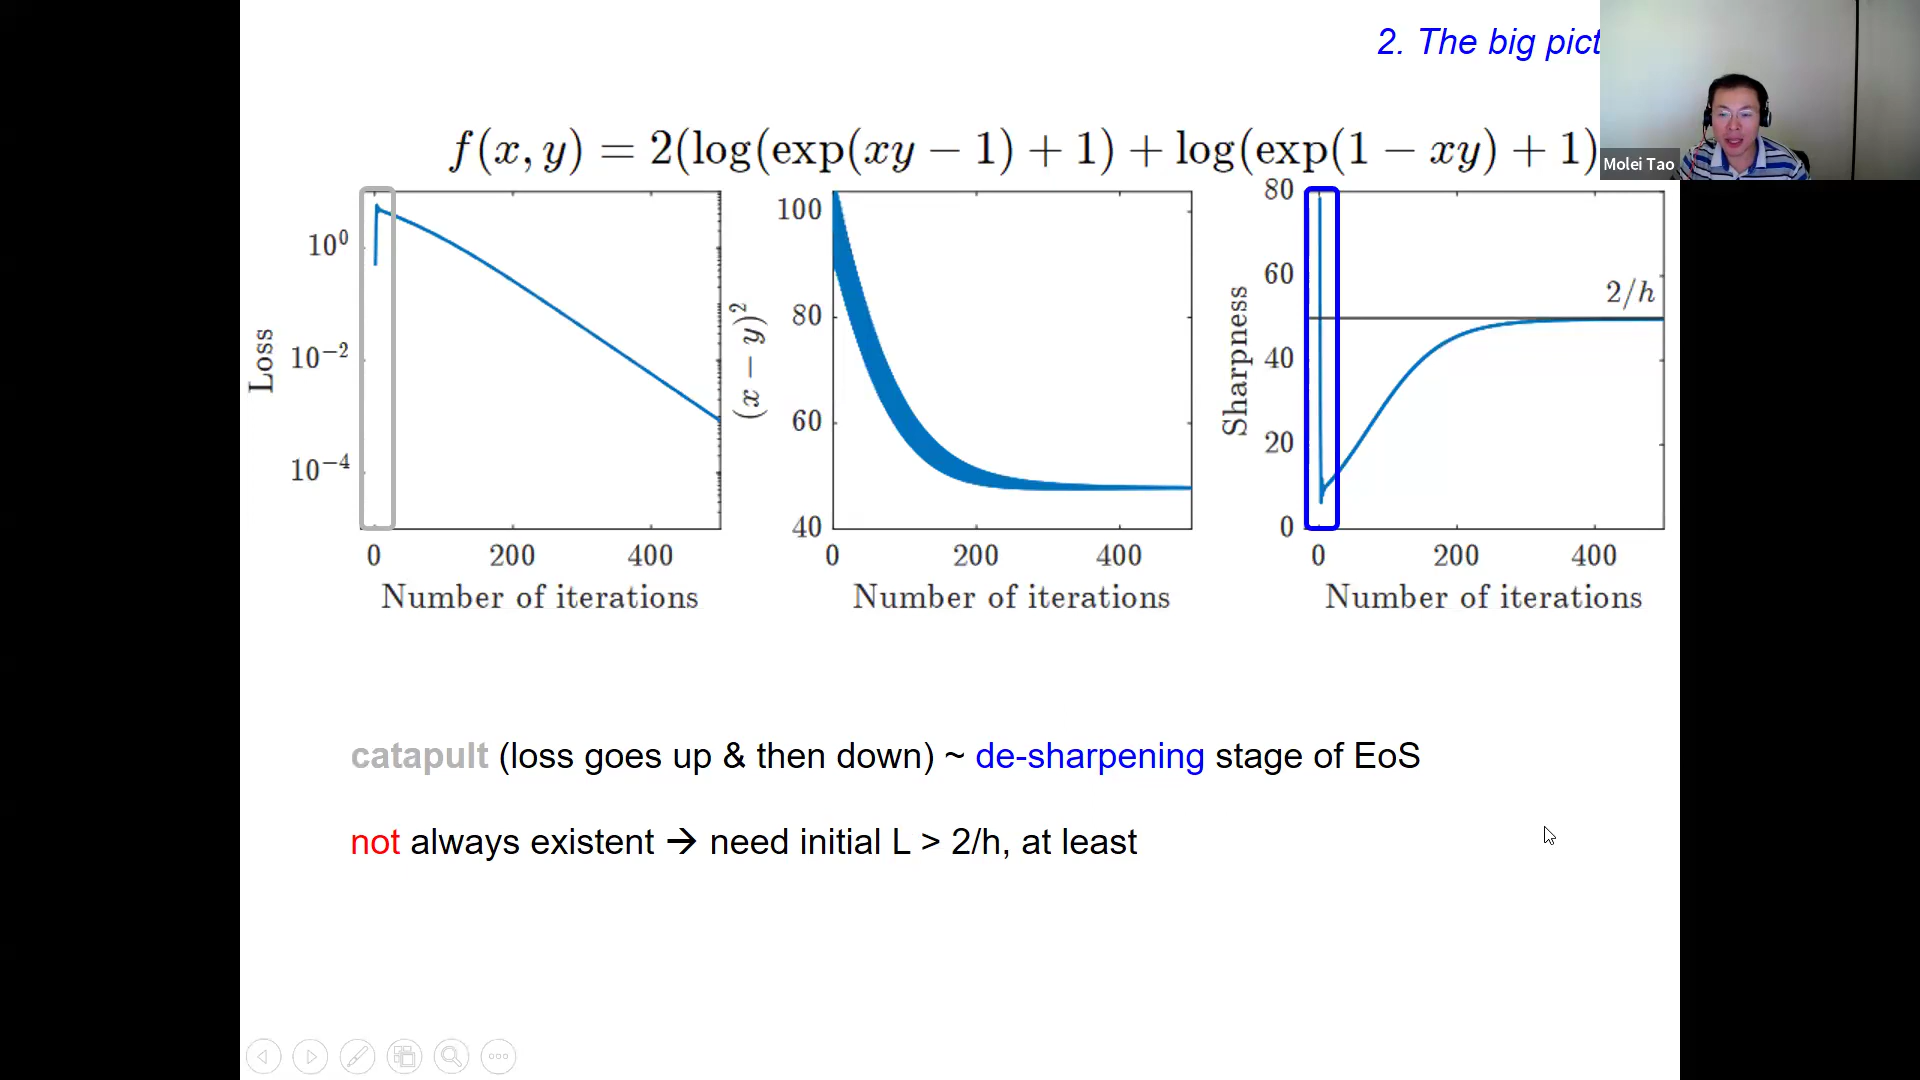 2. The big pict
Molei Tao
f(x, y) = 2(log(exp(xy − 1) + 1) + log(exp(1 − xy) + 1)
Loss
10⁰
10⁻²
10⁻⁴
0 200 400
Number of iterations
(x − y)²
100
80
60
40
0 200 400
Number of iterations
Sharpness
80
60
40
20
0
2/h
0 200 400
Number of iterations
catapult (loss goes up & then down) ~ de-sharpening stage of EoS
not always existent → need initial L > 2/h, at least